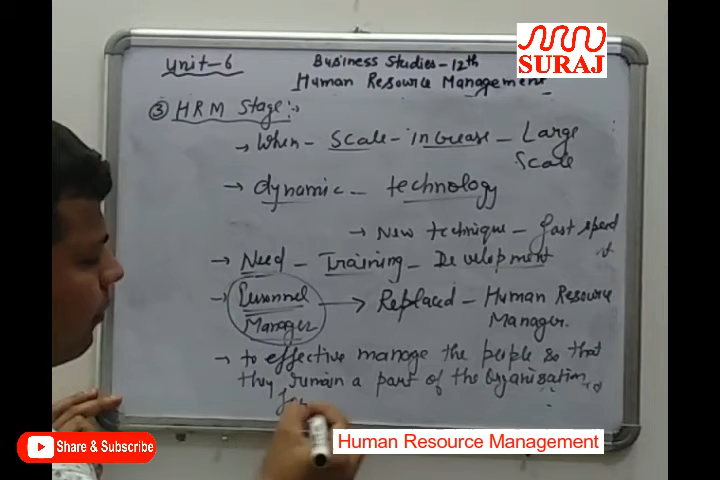 SURAJ
Unit-6
Business Studies-12th
Human Resource Management
③ HRM Stage:-
→ When - Scale - increase - Large Scale
→ dynamic - technology
→ New technique - fast
→ Need - Training - Development
→ Personnel Manager → Replaced - Human Resource Manager.
→ to effective manage the people so that
they remain a part of the Organisation
Share & Subscribe
Human Resource Management